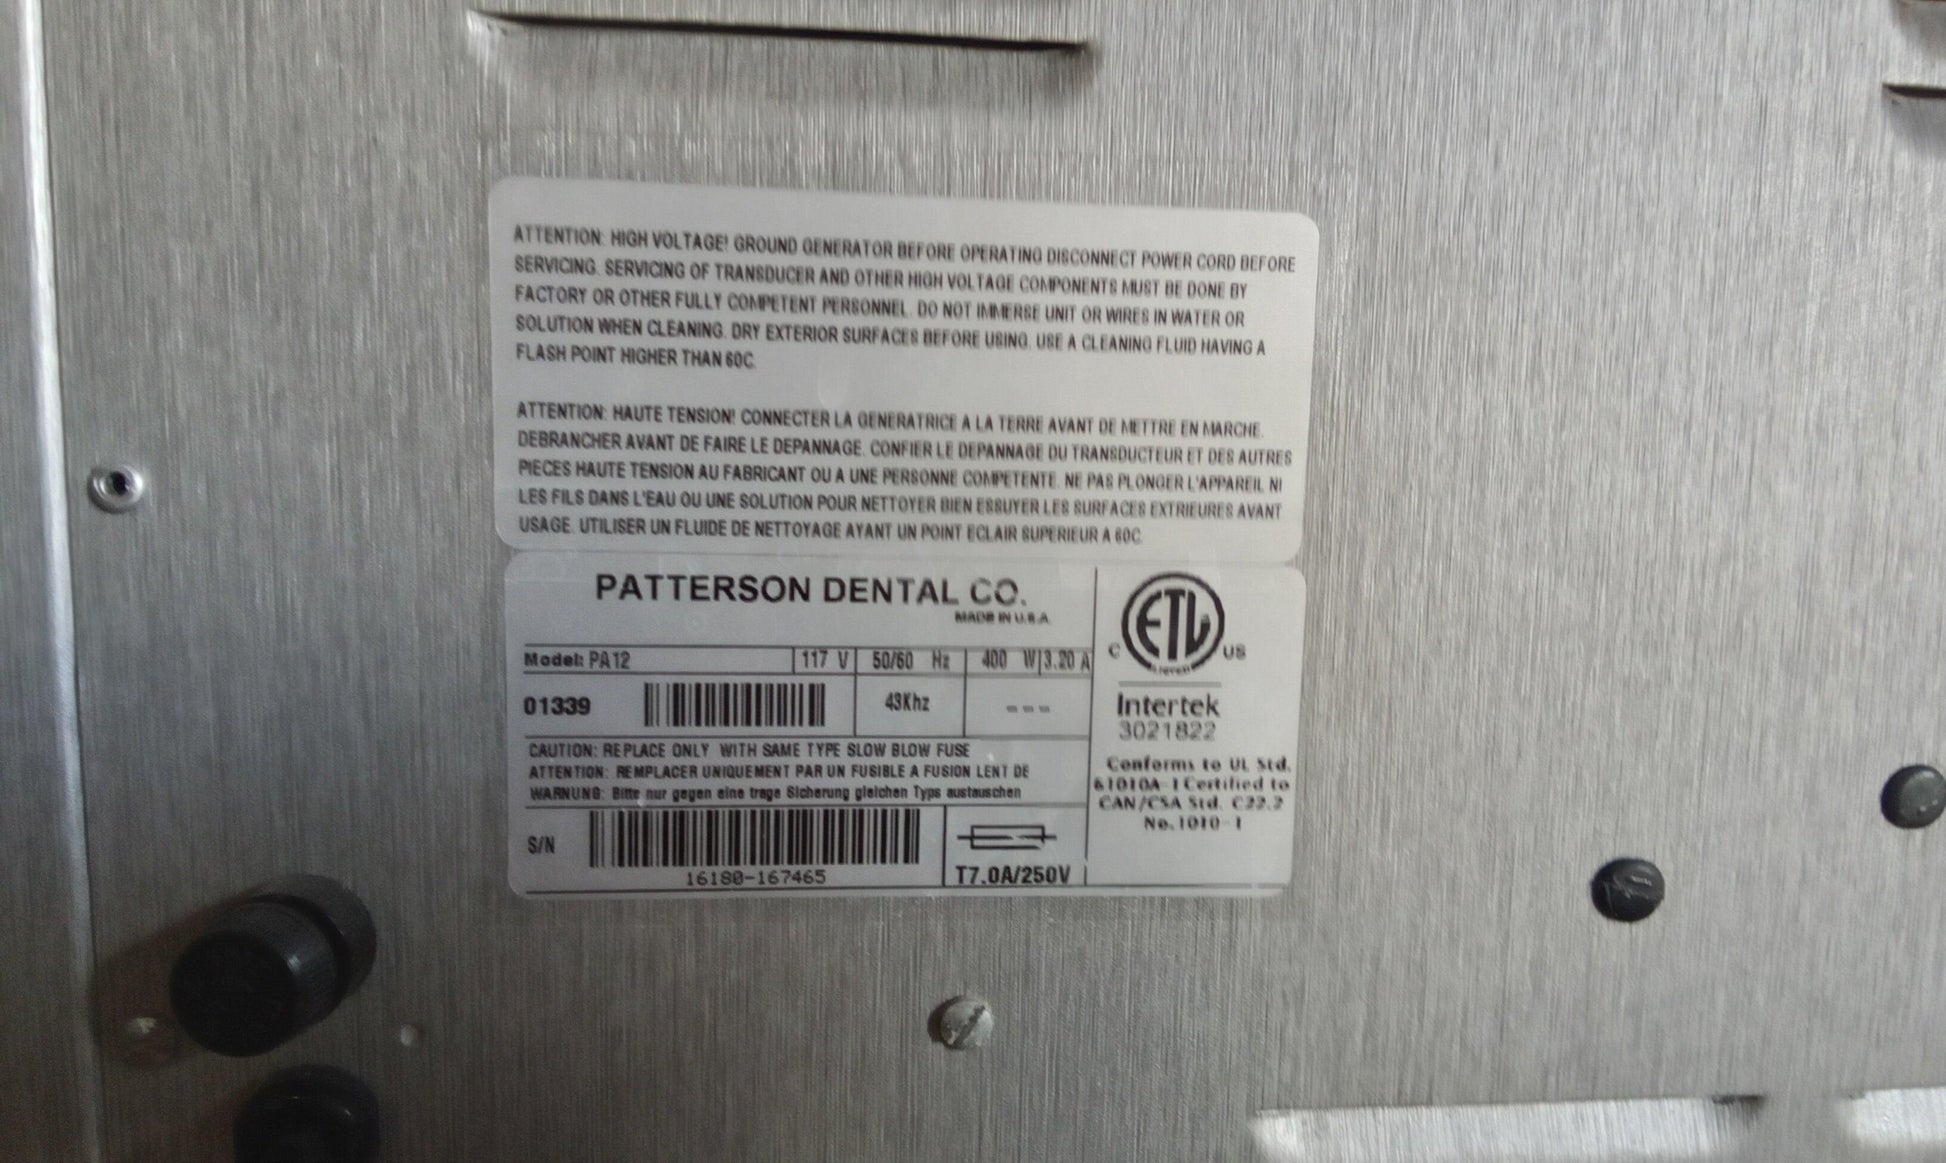 ATTENTION: HIGH VOLTAGE! GROUND GENERATOR BEFORE OPERATING DISCONNECT POWER CORD BEFORE
SERVICING. SERVICING OF TRANSDUCER AND OTHER HIGH VOLTAGE COMPONENTS MUST BE DONE BY
FACTORY OR OTHER FULLY COMPETENT PERSONNEL. DO NOT IMMERSE UNIT OR WIRES IN WATER OR
SOLUTION WHEN CLEANING. DRY EXTERIOR SURFACES BEFORE USING. USE A CLEANING FLUID HAVING A
FLASH POINT HIGHER THAN 60C.
ATTENTION: HAUTE TENSION! CONNECTER LA GENERATRICE A LA TERRE AVANT DE METTRE EN MARCHE.
DEBRANCHER AVANT DE FAIRE LE DEPANNAGE. CONFIER LE DEPANNAGE DU TRANSDUCTEUR ET DES AUTRES
PIECES HAUTE TENSION AU FABRICANT OU A UNE PERSONNE COMPETENTE. NE PAS PLONGER L'APPAREIL NI
LES FILS DANS L'EAU OU UNE SOLUTION POUR NETTOYER BIEN ESSUYER LES SURFACES EXTRIEURES AVANT
USAGE. UTILISER UN FLUIDE DE NETTOYAGE AYANT UN POINT ECLAIR SUPERIEUR A 60C.
PATTERSON DENTAL CO.
MADE IN U.S.A.
Model: PA12 117 V 50/60 Hz 400 W 3.20 A
01339 43Khz ---
CAUTION: REPLACE ONLY WITH SAME TYPE SLOW BLOW FUSE
ATTENTION: REMPLACER UNIQUEMENT PAR UN FUSIBLE A FUSION LENT DE
WARNUNG: Bitte nur gegen eine trage Sicherung gleichen Typs austauschen
S/N
16180-167465
T7.0A/250V
ETL
C US
LISTED
Intertek
3021822
Conforms to UL Std.
61010A-1 Certified to
CAN/CSA Std. C22.2
No.1010-1